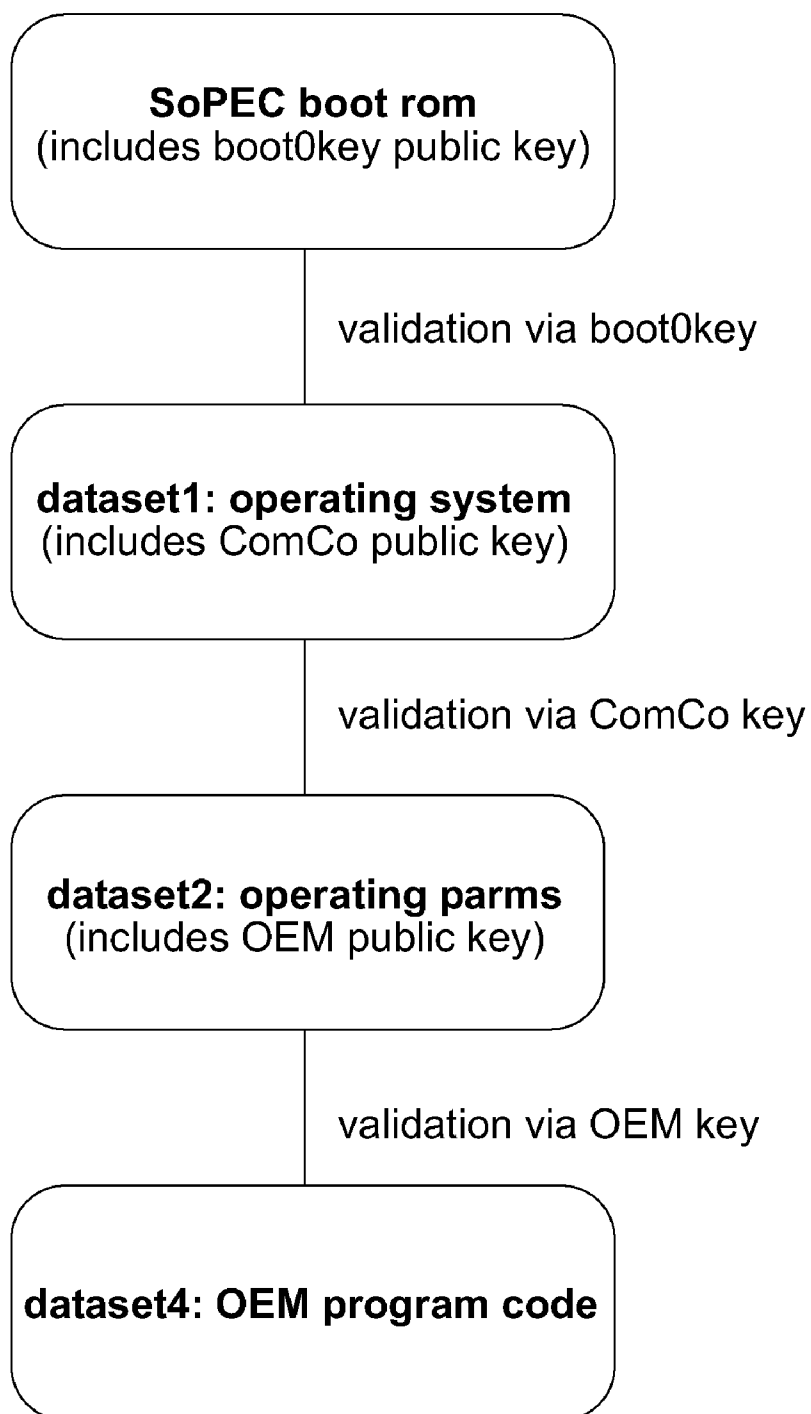 SoPEC boot rom
(includes boot0key public key)
validation via boot0key
dataset1: operating system
(includes ComCo public key)
validation via ComCo key
dataset2: operating parms
(includes OEM public key)
validation via OEM key
dataset4: OEM program code